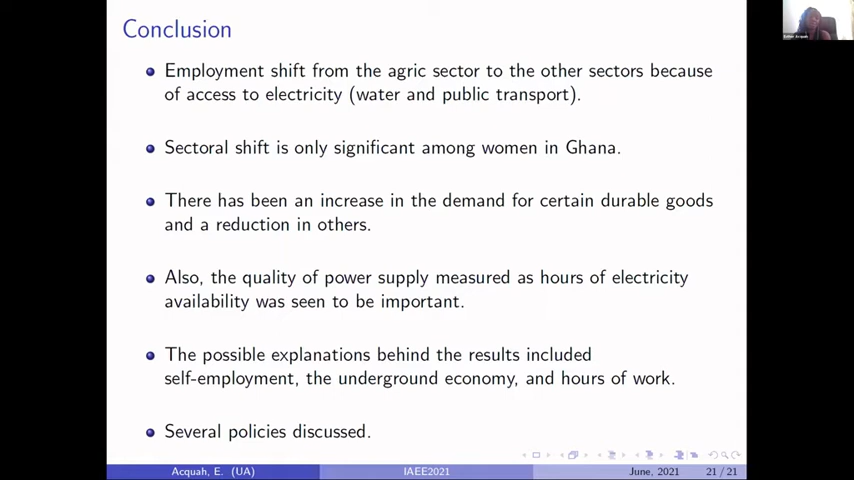 Conclusion
Employment shift from the agric sector to the other sectors because
of access to electricity (water and public transport).
Sectoral shift is only significant among women in Ghana.
There has been an increase in the demand for certain durable goods
and a reduction in others.
Also, the quality of power supply measured as hours of electricity
availability was seen to be important.
The possible explanations behind the results included
self-employment, the underground economy, and hours of work.
Several policies discussed.
Acquah, E. (UA) IAEE2021 June, 2021 21 / 21
Esther Acquah